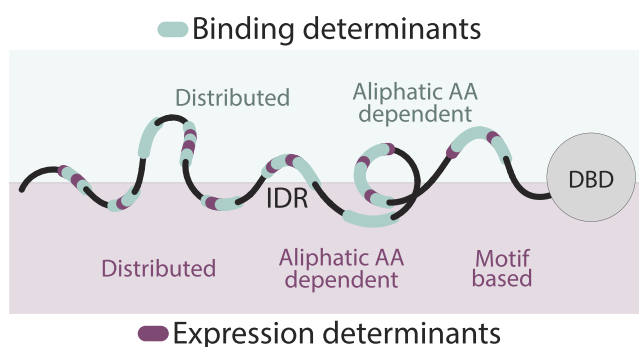 Binding determinants
Distributed
Aliphatic AA
dependent
IDR
DBD
Distributed
Aliphatic AA
dependent
Motif
based
Expression determinants